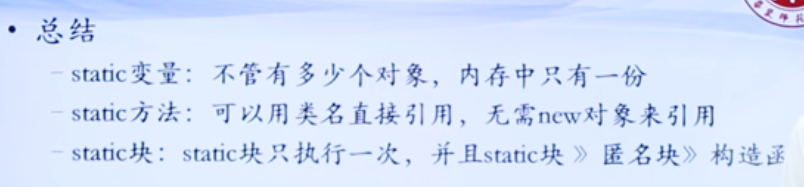 • 总结
– static变量：不管有多少个对象，内存中只有一份
– static方法：可以用类名直接引用，无需new对象来引用
– static块：static块只执行一次，并且static块 》匿名块》构造函